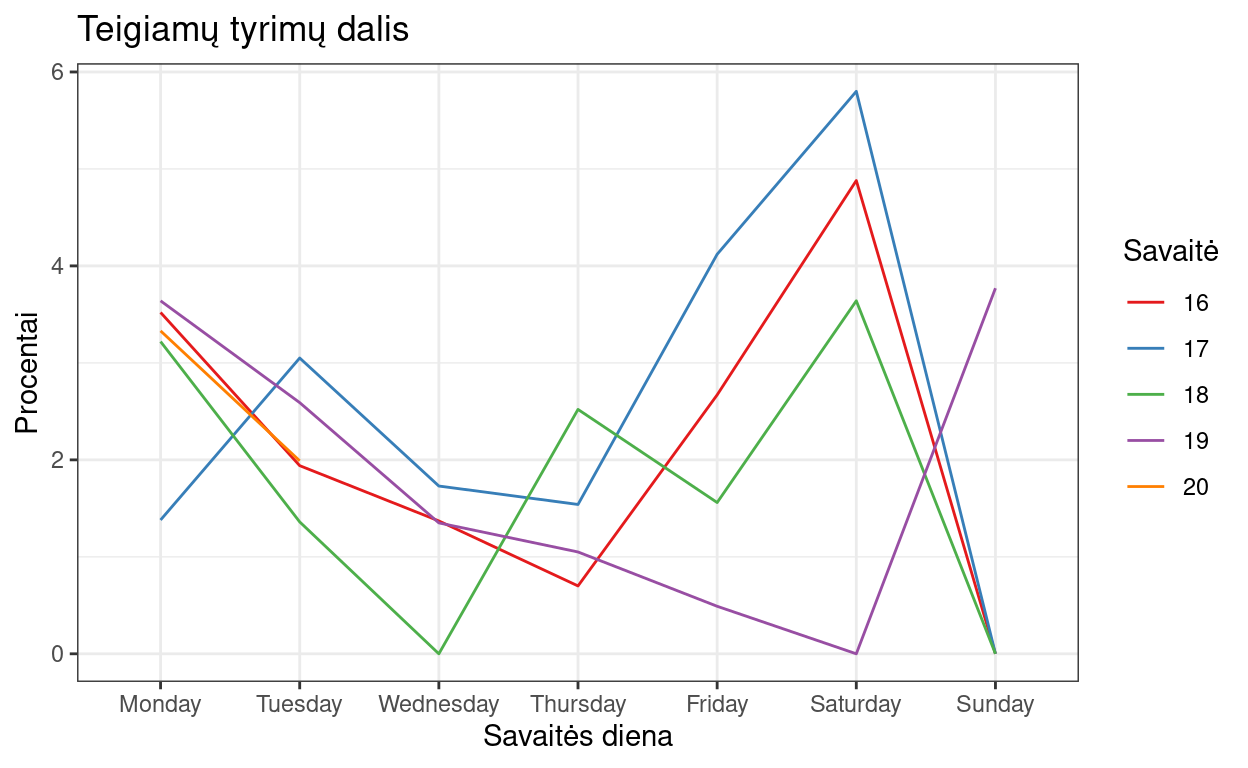 Teigiamų tyrimų dalis
Procentai
6
4
2
0
Monday Tuesday Wednesday Thursday Friday Saturday Sunday
Savaitės diena
Savaitė
16
17
18
19
20